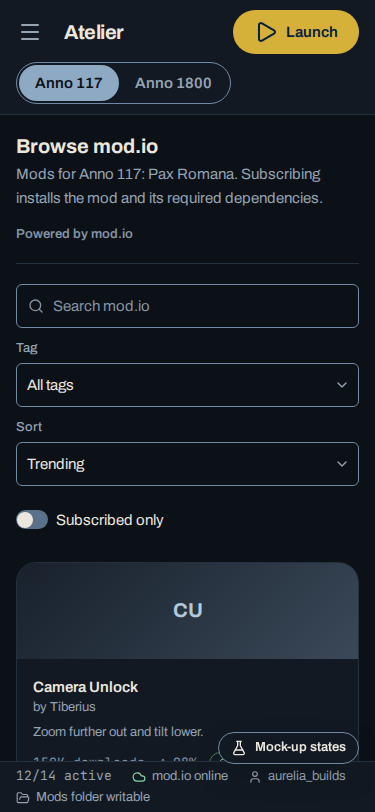 Atelier
Launch
Anno 117
Anno 1800
Browse mod.io
Mods for Anno 117: Pax Romana. Subscribing
installs the mod and its required dependencies.
Powered by mod.io
Search mod.io
Tag
All tags
Sort
Trending
Subscribed only
CU
Camera Unlock
by Tiberius
Zoom further out and tilt lower.
Mock-up states
12/14 active
mod.io online
aurelia_builds
Mods folder writable